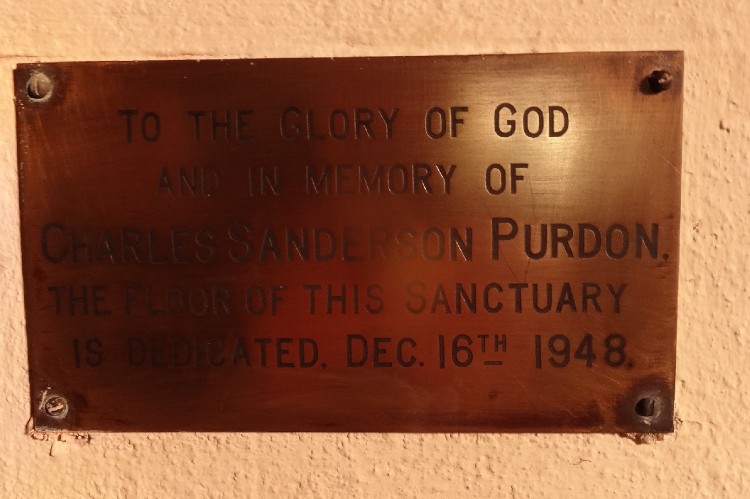 TO THE GLORY OF GOD
AND IN MEMORY OF
CHARLES SANDERSON PURDON,
THE FLOOR OF THIS SANCTUARY
IS DEDICATED, DEC. 16TH 1948.